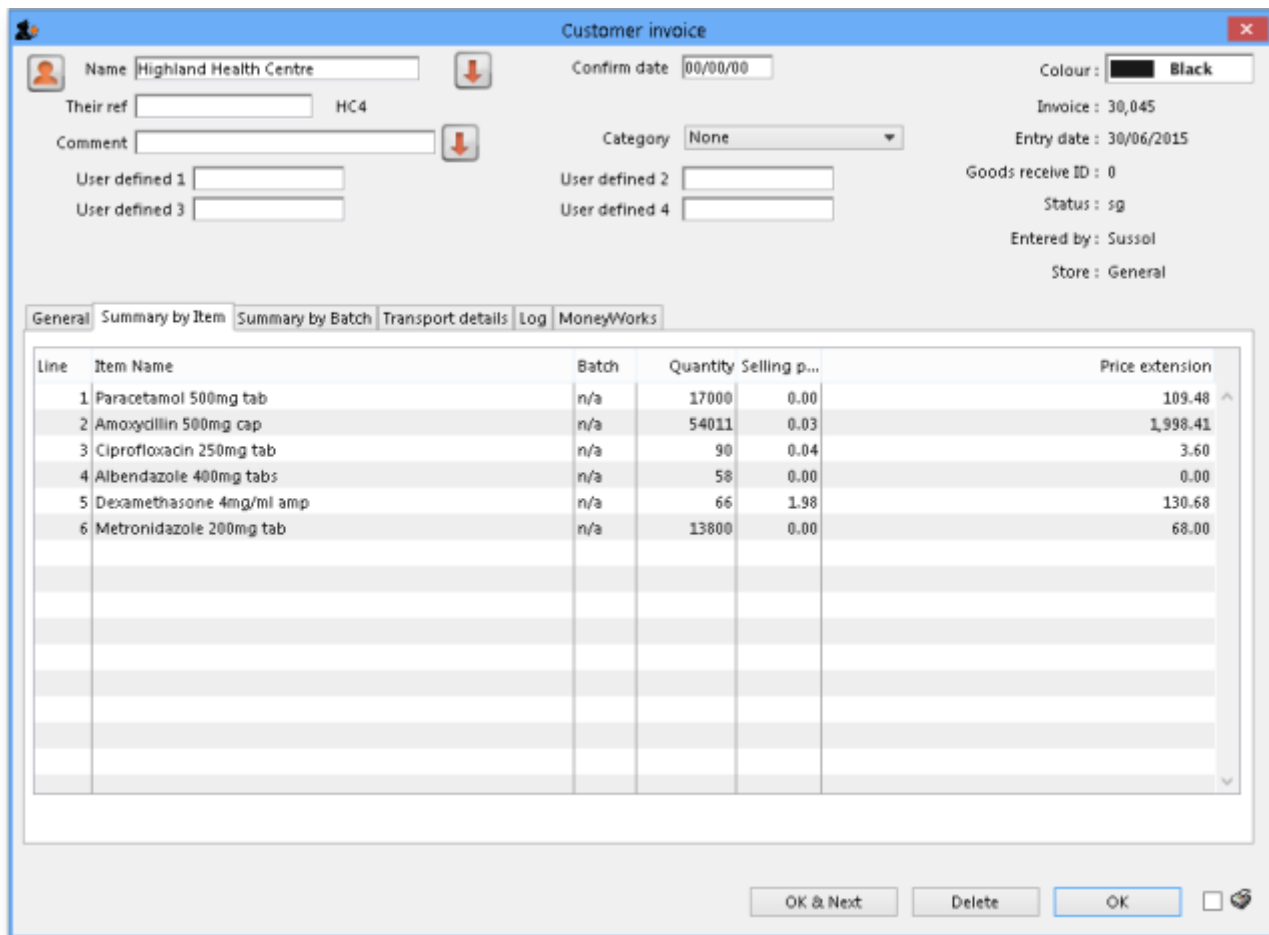 Customer invoice
Name Highland Health Centre Confirm date 00/00/00 Colour : Black
Their ref HC4 Invoice : 30,045
Comment Category None Entry date : 30/06/2015
User defined 1 User defined 2 Goods receive ID : 0
User defined 3 User defined 4 Status : sg
Entered by : Sussol
Store : General
General Summary by Item Summary by Batch Transport details Log MoneyWorks
Line Item Name Batch Quantity Selling p... Price extension
1 Paracetamol 500mg tab n/a 17000 0.00 109.48
2 Amoxycillin 500mg cap n/a 54011 0.03 1,998.41
3 Ciprofloxacin 250mg tab n/a 90 0.04 3.60
4 Albendazole 400mg tabs n/a 58 0.00 0.00
5 Dexamethasone 4mg/ml amp n/a 66 1.98 130.68
6 Metronidazole 200mg tab n/a 13800 0.00 68.00
OK & Next Delete OK